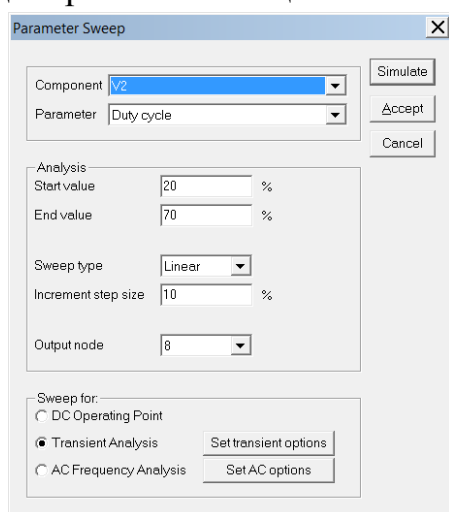 Parameter Sweep
Component V2
Parameter Duty cycle
Simulate
Accept
Cancel
Analysis
Start value 20 %
End value 70 %
Sweep type Linear
Increment step size 10 %
Output node 8
Sweep for:
DC Operating Point
Transient Analysis Set transient options
AC Frequency Analysis Set AC options